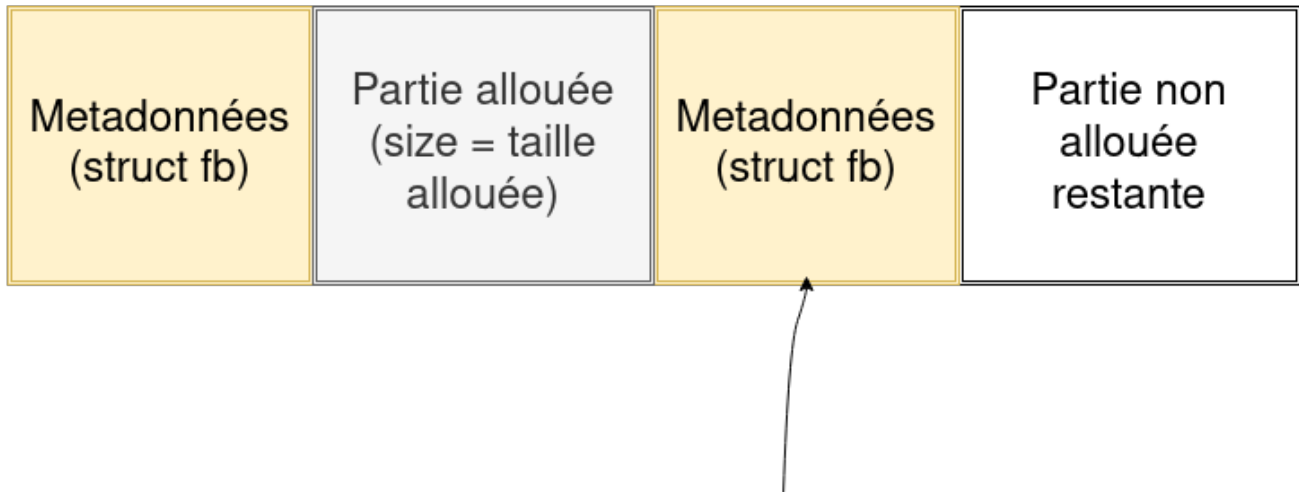 Metadonnées
(struct fb)
Partie allouée
(size = taille
allouée)
Metadonnées
(struct fb)
Partie non
allouée
restante